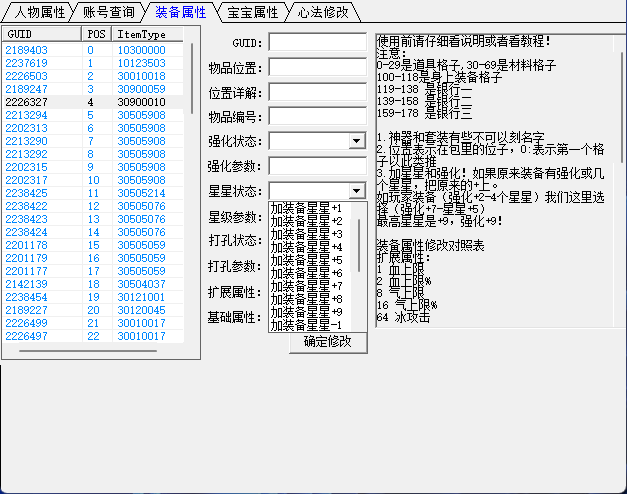 人物属性 账号查询 装备属性 宝宝属性 心法修改
GUID POS ItemType
2189403 0 10300000
2237619 1 10123503
2226503 2 30010018
2189247 3 30900059
2226327 4 30900010
2213294 5 30505908
2202313 6 30505908
2213290 7 30505908
2213292 8 30505908
2202315 9 30505908
2202317 10 30505908
2238425 11 30505214
2238422 12 30505076
2238423 13 30505076
2238424 14 30505076
2201178 15 30505059
2201179 16 30505059
2201177 17 30505059
2142139 18 30504037
2238454 19 30121001
2189227 20 30120045
2226499 21 30010017
2226497 22 30010017
GUID:
物品位置:
位置详解:
物品编号:
强化状态:
强化参数:
星星状态:
星级参数:
打孔状态:
打孔参数:
扩展属性:
基础属性:
加装备星星+1
加装备星星+2
加装备星星+3
加装备星星+4
加装备星星+5
加装备星星+6
加装备星星+7
加装备星星+8
加装备星星+9
加装备星星-1
确定修改
使用前请仔细看说明或者看教程!
注意:
0-29是道具格子,30-69是材料格子
100-118是身上装备格子
119-138 是银行一
139-158 是银行二
159-178 是银行三
1.神器和套装有些不可以刻名字
2.位置表示在包里的位子，0:表示第一个格
子以此类推
3.加星星和强化! 如果原来装备有强化或几
个星星，把原来的+上。
如玩家装备（强化+2-4个星星）我们这里选
择（强化+7-星星+5）
最高星星是+9，强化+9!
装备属性修改对照表
扩展属性:
1 血上限
2 血上限%
8 气上限
16 气上限%
64 冰攻击